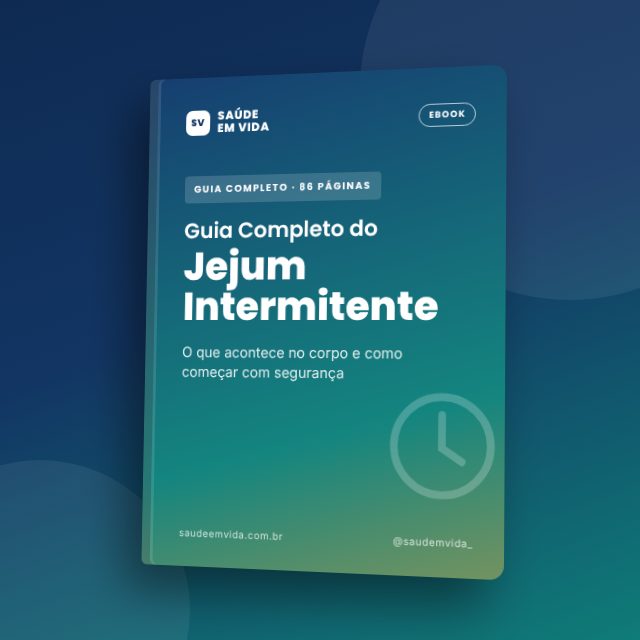 SV
SAÚDE
EM VIDA
EBOOK
GUIA COMPLETO · 86 PÁGINAS
Guia Completo do
Jejum
Intermitente
O que acontece no corpo e como
começar com segurança
saudeemvida.com.br
@saudemvida_